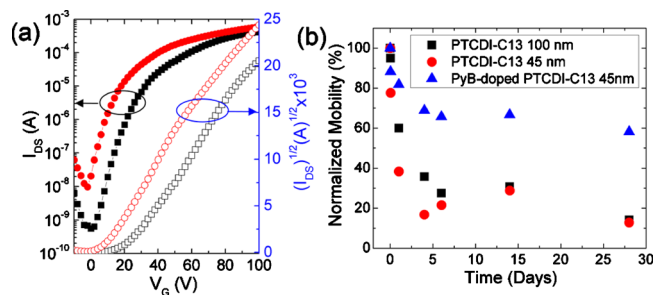 (a)
10⁻³
10⁻⁴
10⁻⁵
10⁻⁶
10⁻⁷
10⁻⁸
10⁻⁹
10⁻¹⁰
I_DS (A)
0 20 40 60 80 100
V_G (V)
25
20
15
10
5
0
(I_DS)^1/2(A)^1/2x10³
(b)
100
80
60
40
20
0
Normalized Mobility (%)
PTCDI-C13 100 nm
PTCDI-C13 45 nm
PyB-doped PTCDI-C13 45nm
0 5 10 15 20 25 30
Time (Days)